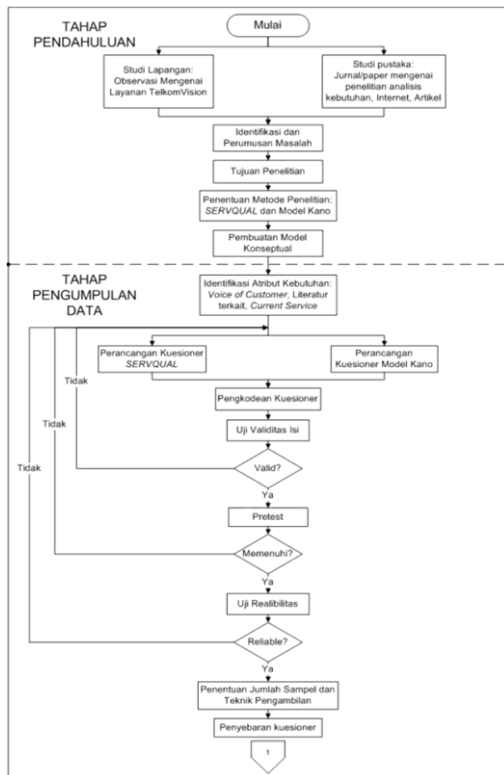 TAHAP
PENDAHULUAN
Mulai
Studi Lapangan:
Observasi Mengenai
Layanan TelkomVision
Studi pustaka:
Jurnal/paper mengenai
penelitian analisis
kebutuhan, Internet, Artikel
Identifikasi dan
Perumusan Masalah
Tujuan Penelitian
Penentuan Metode Penelitian:
SERVQUAL dan Model Kano
Pembuatan Model
Konseptual
TAHAP
PENGUMPULAN
DATA
Identifikasi Atribut Kebutuhan:
Voice of Customer, Literatur
terkait, Current Service
Perancangan Kuesioner
SERVQUAL
Perancangan
Kuesioner Model Kano
Tidak
Pengkodean Kuesioner
Tidak
Uji Validitas Isi
Tidak
Valid?
Ya
Pretest
Memenuhi?
Ya
Uji Realibilitas
Reliable?
Ya
Penentuan Jumlah Sampel dan
Teknik Pengambilan
Penyebaran kuesioner
1